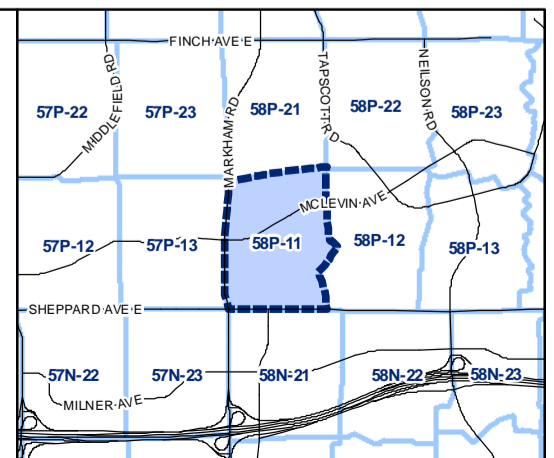 FINCH AVE E
MIDDLEFIELD RD
MARKHAM RD
TAPSCOTT RD
NEILSON RD
57P-22
57P-23
58P-21
58P-22
58P-23
MCLEVIN AVE
57P-12
57P-13
58P-11
58P-12
58P-13
SHEPPARD AVE E
57N-22
57N-23
58N-21
58N-22
58N-23
MILNER AVE